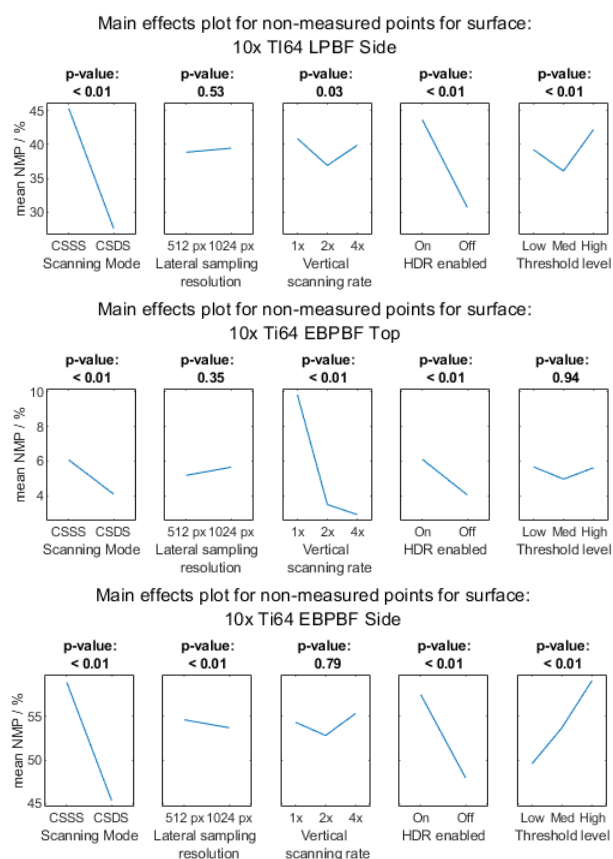 Main effects plot for non-measured points for surface:
10x TI64 LPBF Side
p-value: p-value: p-value: p-value: p-value:
< 0.01 0.53 0.03 <0.01 < 0.01
mean NMP / %
45
40
35
30
CSSS CSDS 512 px 1024 px 1x 2x 4x On Off Low Med High
Scanning Mode Lateral sampling Vertical HDR enabled Threshold level
resolution scanning rate
Main effects plot for non-measured points for surface:
10x Ti64 EBPBF Top
p-value: p-value: p-value: p-value: p-value:
< 0.01 0.35 < 0.01 <0.01 0.94
mean NMP / %
10
8
6
4
CSSS CSDS 512 px 1024 px 1x 2x 4x On Off Low Med High
Scanning Mode Lateral sampling Vertical HDR enabled Threshold level
resolution scanning rate
Main effects plot for non-measured points for surface:
10x Ti64 EBPBF Side
p-value: p-value: p-value: p-value: p-value:
< 0.01 < 0.01 0.79 < 0.01 < 0.01
mean NMP / %
55
50
45
CSSS CSDS 512 px 1024 px 1x 2x 4x On Off Low Med High
Scanning Mode Lateral sampling Vertical HDR enabled Threshold level
resolution scanning rate